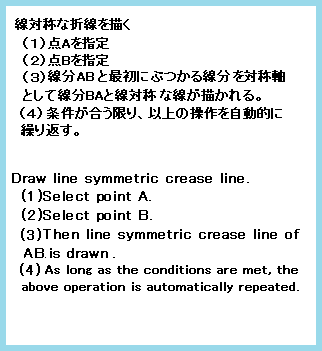 線対称な折線を描く
(1)点Aを指定
(2)点Bを指定
(3)線分ABと最初にぶつかる線分を対称軸
として線分BAと線対称な線が描かれる。
(4)条件が合う限り、以上の操作を自動的に
繰り返す。
Draw line symmetric crease line.
(1)Select point A.
(2)Select point B.
(3)Then line symmetric crease line of
AB is drawn.
(4) As long as the conditions are met, the
above operation is automatically repeated.